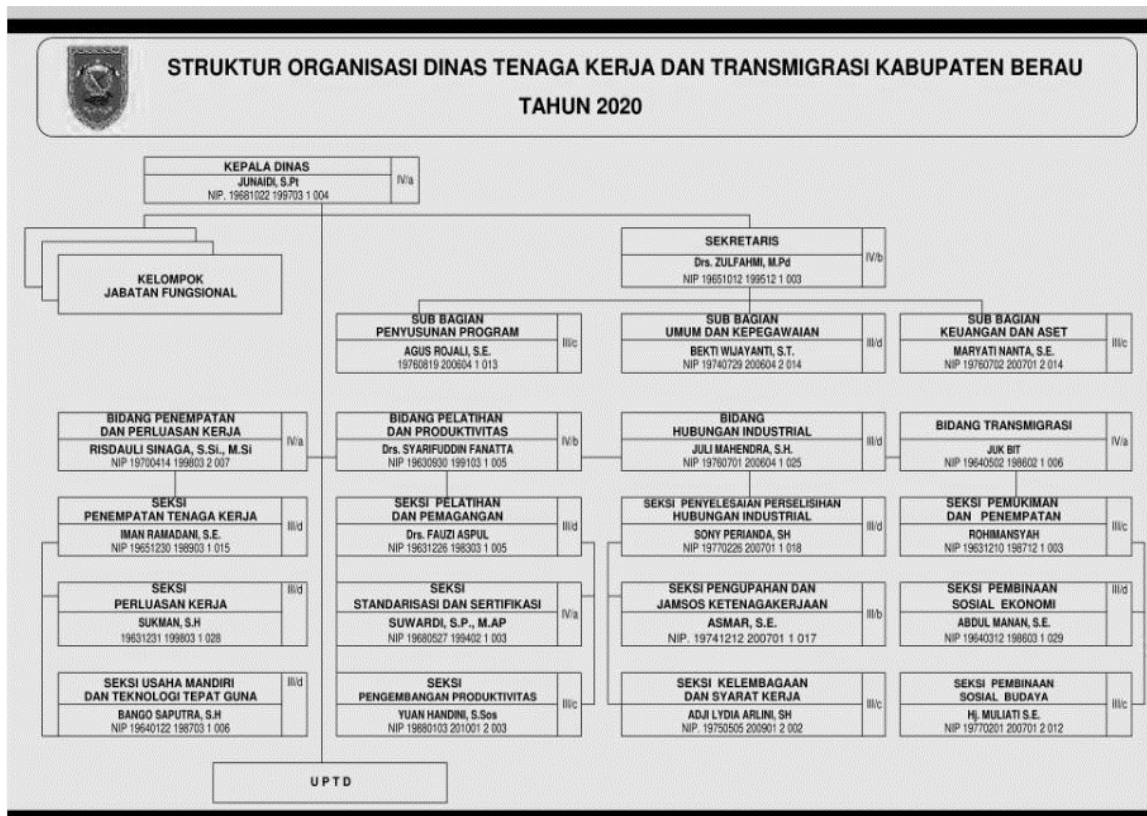 STRUKTUR ORGANISASI DINAS TENAGA KERJA DAN TRANSMIGRASI KABUPATEN BERAU
TAHUN 2020
KEPALA DINAS
JUNAIDI, S.Pt
NIP. 19681022 199703 1 004
IV/a
KELOMPOK
JABATAN FUNGSIONAL
SEKRETARIS
Drs. ZULFAHMI, M.Pd
NIP 19651012 199512 1 003
IV/b
SUB BAGIAN
PENYUSUNAN PROGRAM
AGUS ROJALI, S.E.
19760819 200604 1 013
III/c
SUB BAGIAN
UMUM DAN KEPEGAWAIAN
BEKTI WIJAYANTI, S.T.
NIP 19740729 200604 2 014
III/d
SUB BAGIAN
KEUANGAN DAN ASET
MARYATI NANTA, S.E.
NIP 19760702 200701 2 014
III/c
BIDANG PENEMPATAN
DAN PERLUASAN KERJA
RISDAULI SINAGA, S.Si., M.Si
NIP 19700414 199803 2 007
IV/a
BIDANG PELATIHAN
DAN PRODUKTIVITAS
Drs. SYARIFUDDIN FANATTA
NIP 19630930 199103 1 005
IV/b
BIDANG
HUBUNGAN INDUSTRIAL
JULI MAHENDRA, S.H.
NIP 19760701 200604 1 025
III/d
BIDANG TRANSMIGRASI
JUK BIT
NIP 19640502 198602 1 006
IV/a
SEKSI
PENEMPATAN TENAGA KERJA
IMAN RAMADANI, S.E.
NIP 19651230 198903 1 015
III/d
SEKSI PELATIHAN
DAN PEMAGANGAN
Drs. FAUZI ASPUL
NIP 19631226 198303 1 005
III/d
SEKSI PENYELESAIAN PERSELISIHAN
HUBUNGAN INDUSTRIAL
SONY PERIANDA, SH
NIP 19770226 200701 1 018
III/d
SEKSI PEMUKIMAN
DAN PENEMPATAN
ROHIMANSYAH
NIP 19631210 198712 1 003
III/c
SEKSI
PERLUASAN KERJA
SUKMAN, S.H
19631231 199803 1 028
III/d
SEKSI
STANDARISASI DAN SERTIFIKASI
SUWARDI, S.P., M.AP
NIP 19680527 199402 1 003
IV/a
SEKSI PENGUPAHAN DAN
JAMSOS KETENAGAKERJAAN
ASMAR, S.E.
NIP. 19741212 200701 1 017
III/b
SEKSI PEMBINAAN
SOSIAL EKONOMI
ABDUL MANAN, S.E.
NIP 19640312 198603 1 029
III/d
SEKSI USAHA MANDIRI
DAN TEKNOLOGI TEPAT GUNA
BANGO SAPUTRA, S.H
NIP 19640122 198703 1 006
III/d
SEKSI
PENGEMBANGAN PRODUKTIVITAS
YUAN HANDINI, S.Sos
NIP 19880103 201001 2 003
III/c
SEKSI KELEMBAGAAN
DAN SYARAT KERJA
ADJI LYDIA ARLINI, SH
NIP. 19750505 200901 2 002
III/c
SEKSI PEMBINAAN
SOSIAL BUDAYA
Hj. MULIATI S.E.
NIP 19770201 200701 2 012
III/c
U P T D